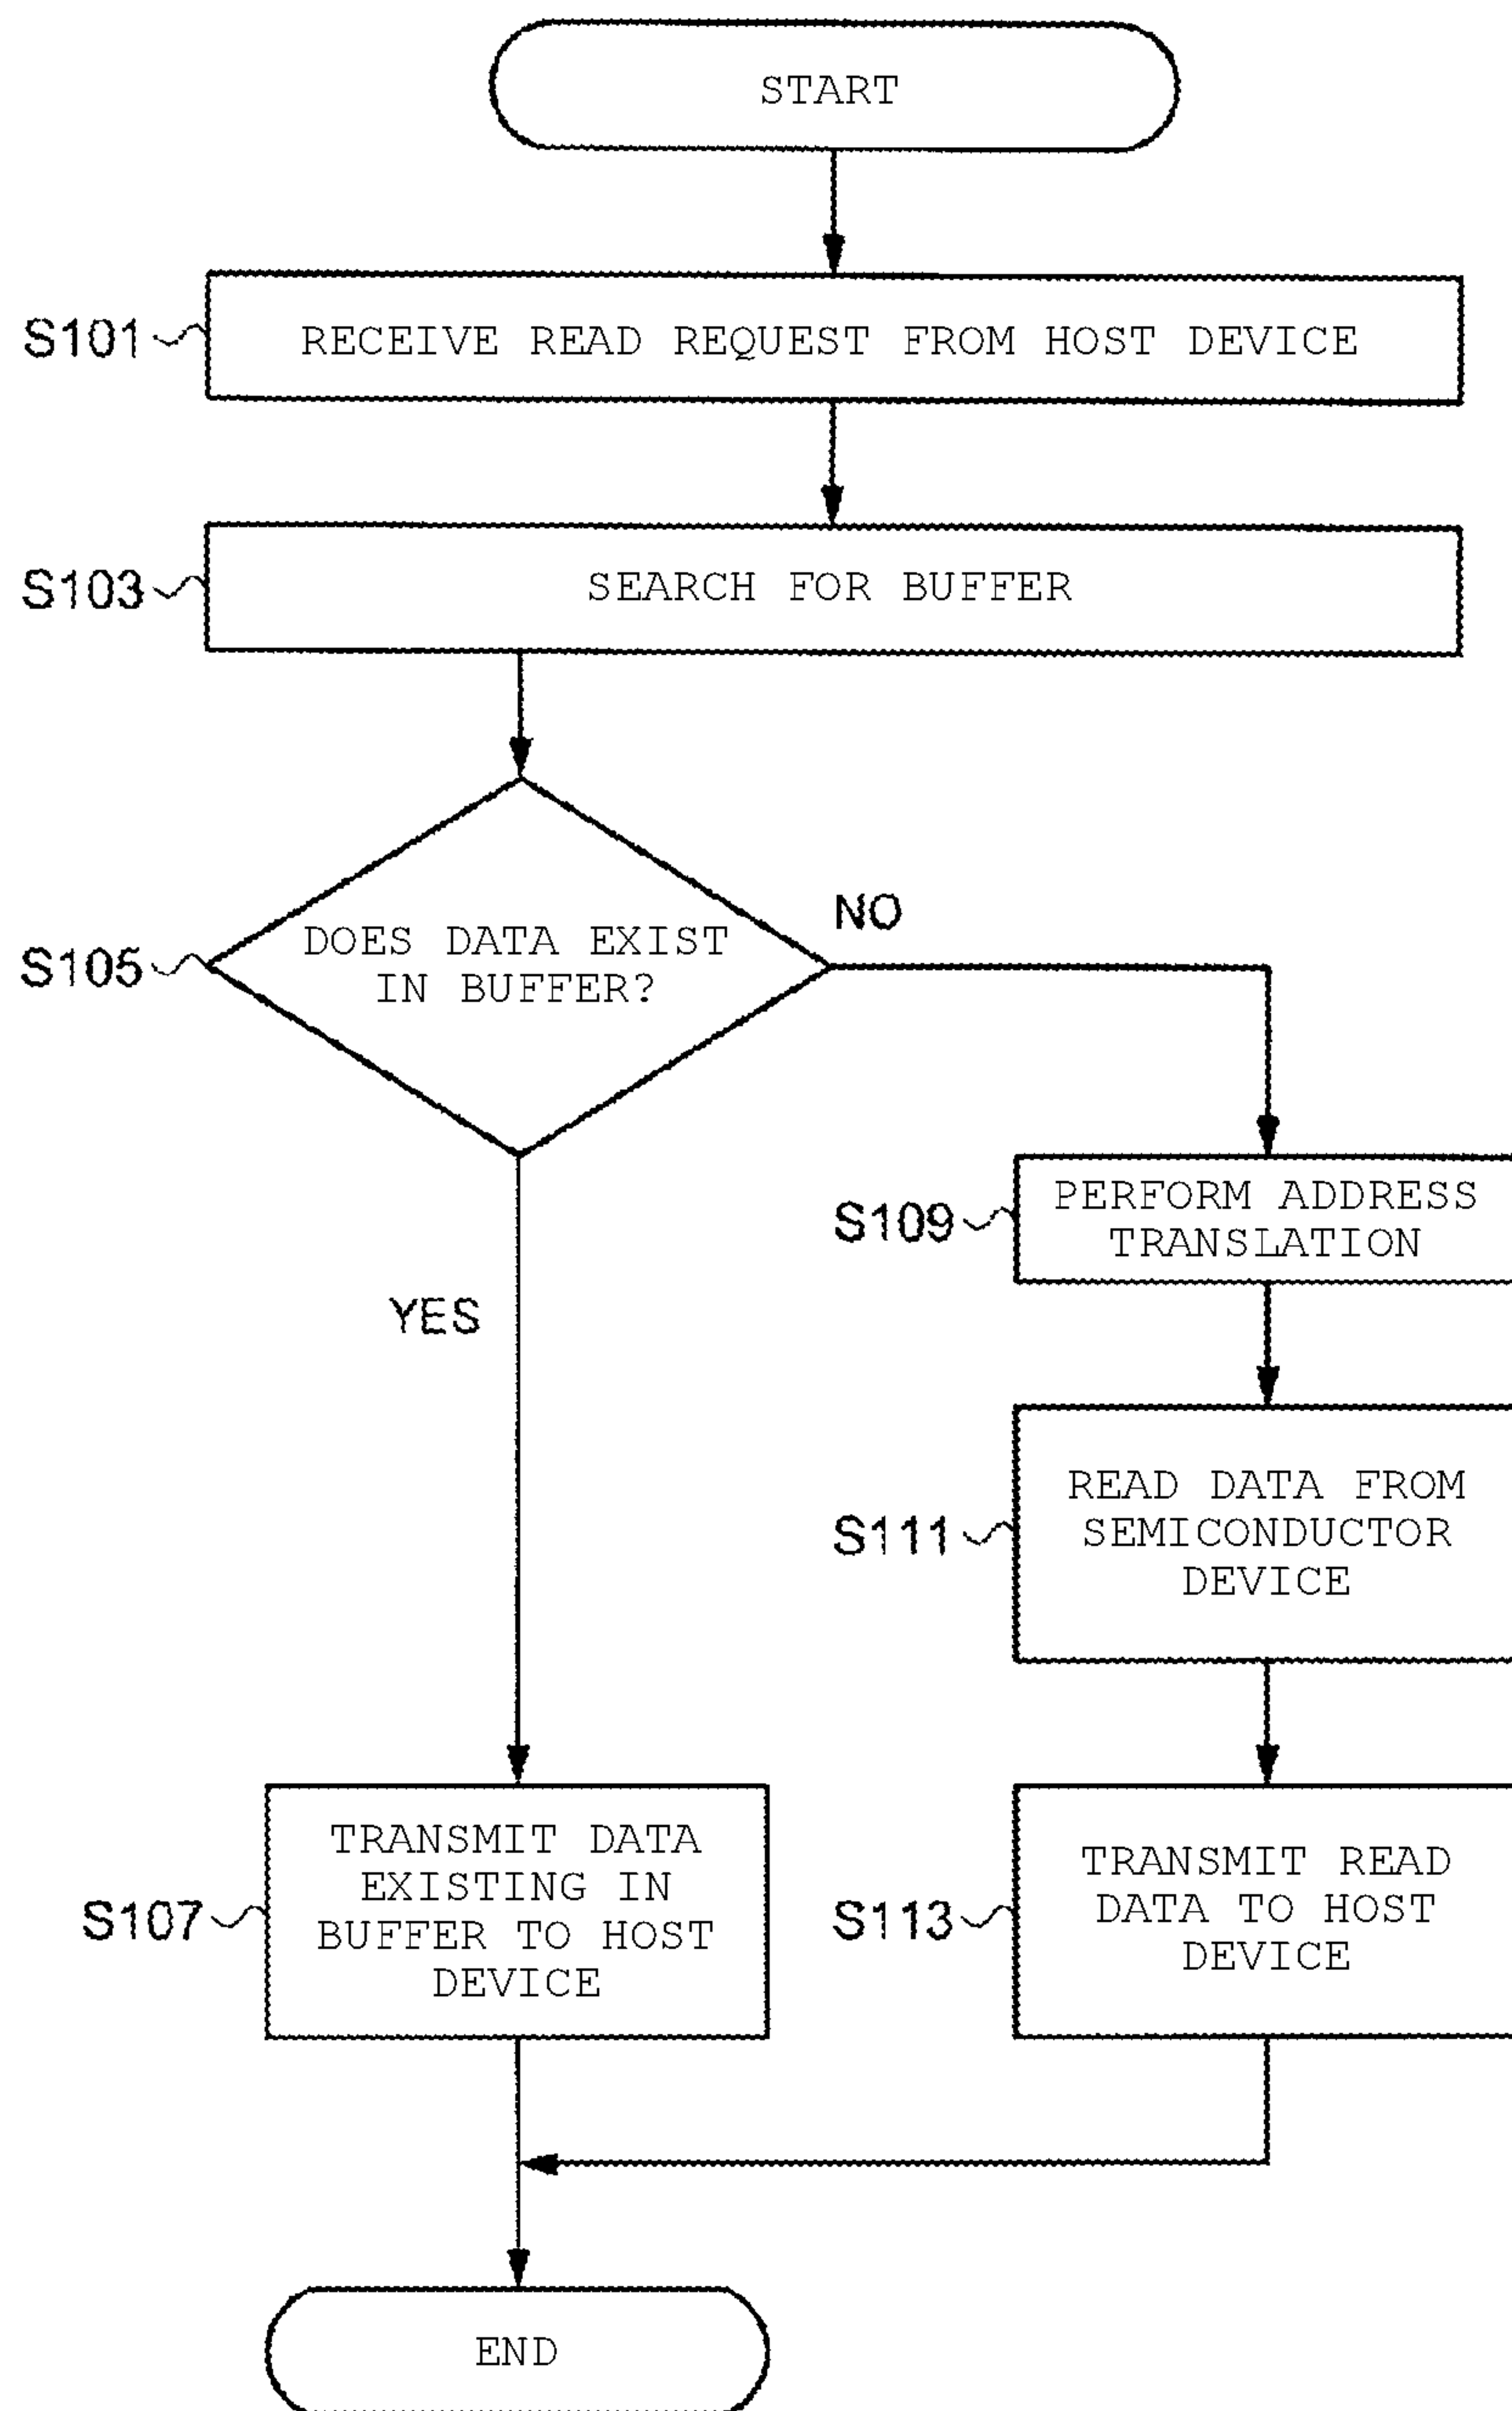 START
S101
RECEIVE READ REQUEST FROM HOST DEVICE
S103
SEARCH FOR BUFFER
S105
DOES DATA EXIST
IN BUFFER?
NO
YES
S109
PERFORM ADDRESS
TRANSLATION
S111
READ DATA FROM
SEMICONDUCTOR
DEVICE
S107
TRANSMIT DATA
EXISTING IN
BUFFER TO HOST
DEVICE
S113
TRANSMIT READ
DATA TO HOST
DEVICE
END